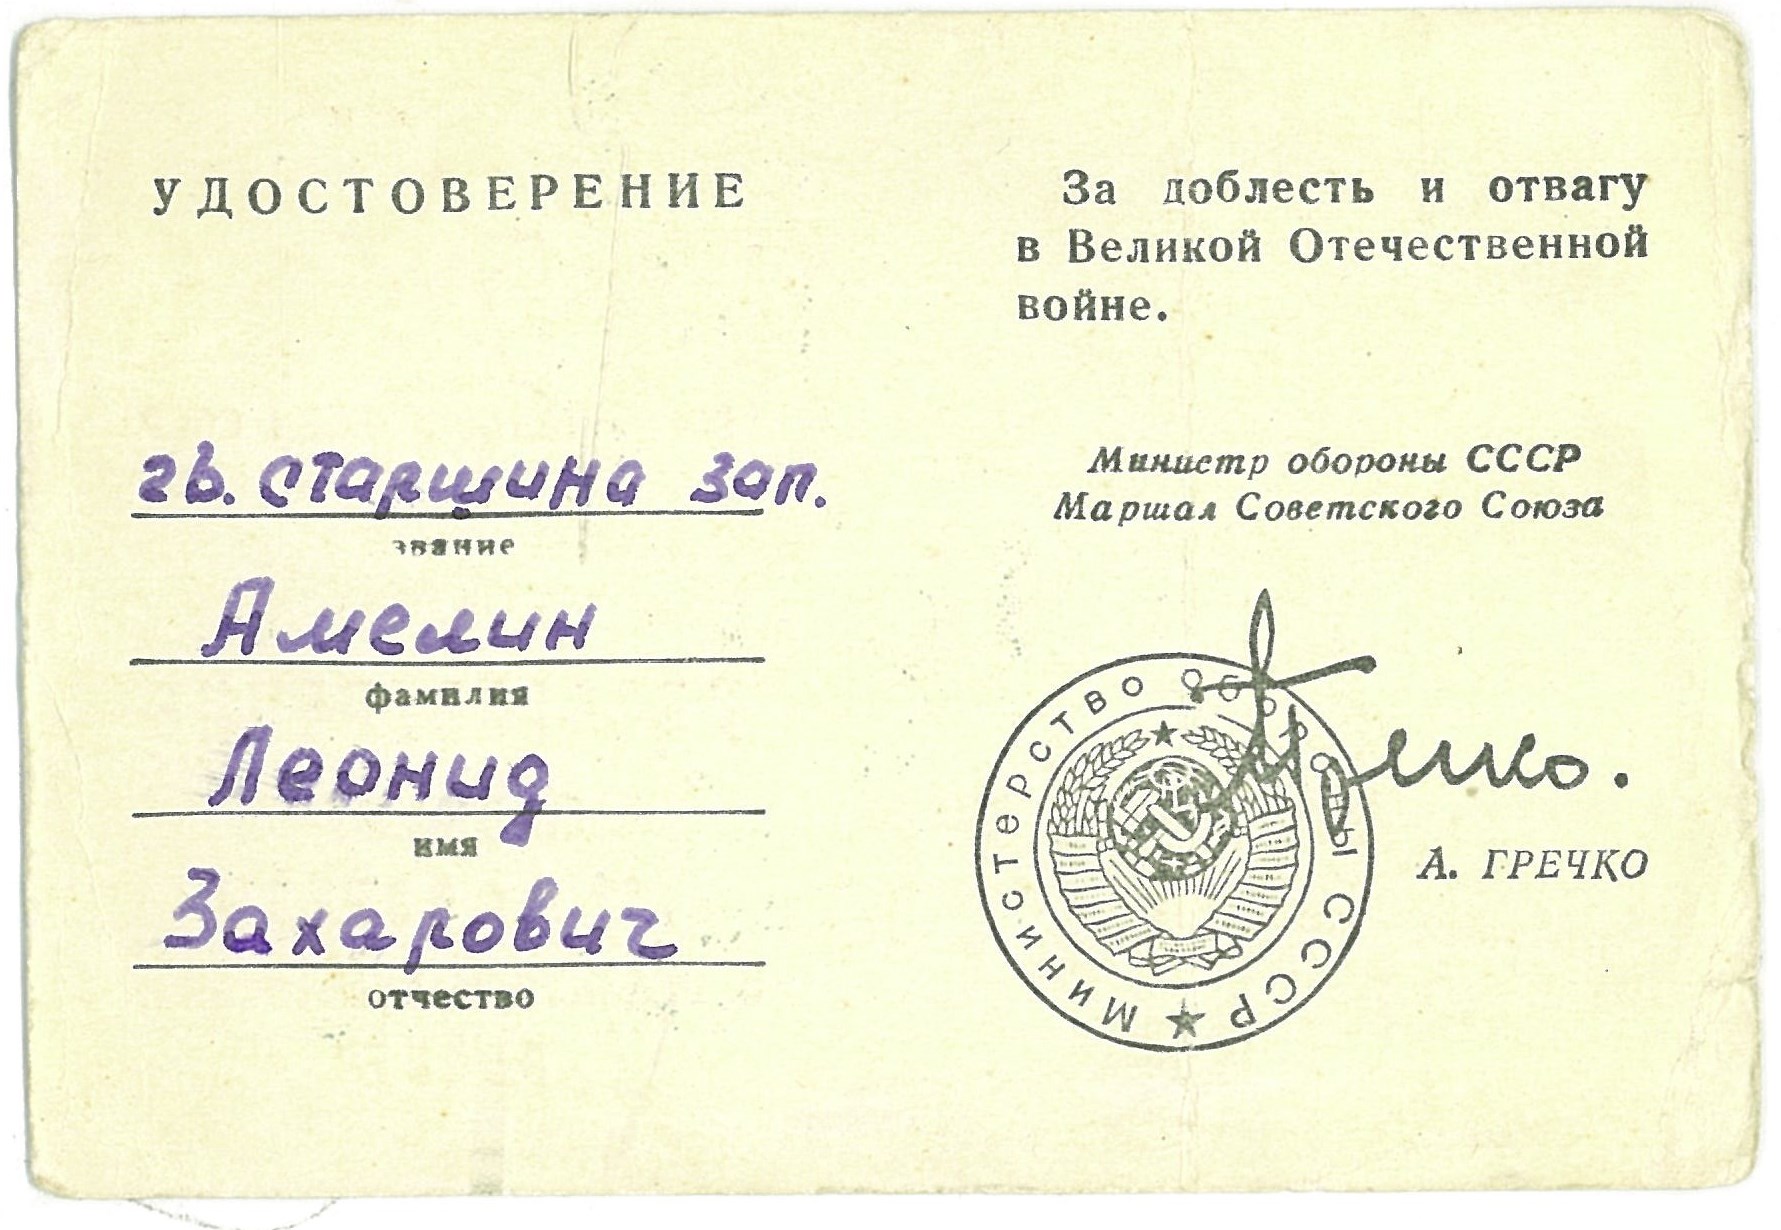 УДОСТОВЕРЕНИЕ
гв. старшина зап.
звание
Амелин
фамилия
Леонид
имя
Захарович
отчество
За доблесть и отвагу
в Великой Отечественной
войне.
Министр обороны СССР
Маршал Советского Союза
Гречко.
А. ГРЕЧКО
Министерство обороны СССР